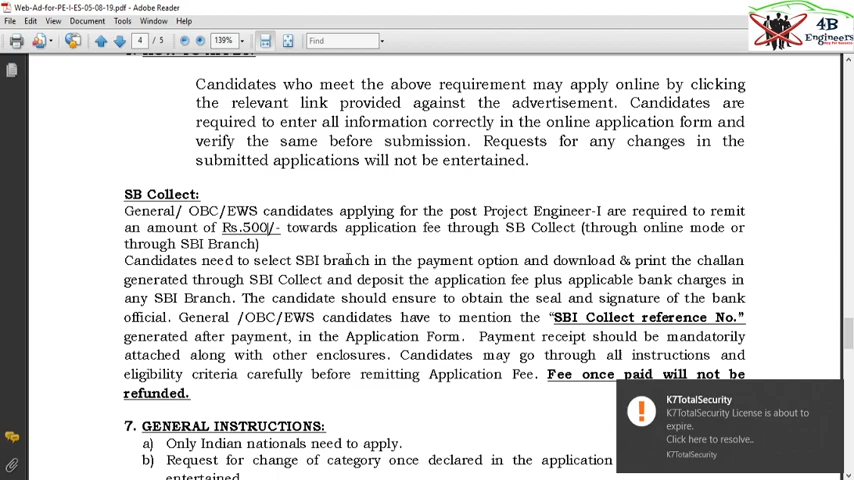 Web-Ad-for-PE-I-ES-05-08-19.pdf - Adobe Reader
File Edit View Document Tools Window Help
4 / 5 139% Find
4B
Engineers
Candidates who meet the above requirement may apply online by clicking
the relevant link provided against the advertisement. Candidates are
required to enter all information correctly in the online application form and
verify the same before submission. Requests for any changes in the
submitted applications will not be entertained.
SB Collect:
General/ OBC/EWS candidates applying for the post Project Engineer-I are required to remit
an amount of Rs.500/- towards application fee through SB Collect (through online mode or
through SBI Branch)
Candidates need to select SBI branch in the payment option and download & print the challan
generated through SBI Collect and deposit the application fee plus applicable bank charges in
any SBI Branch. The candidate should ensure to obtain the seal and signature of the bank
official. General /OBC/EWS candidates have to mention the “SBI Collect reference No.”
generated after payment, in the Application Form. Payment receipt should be mandatorily
attached along with other enclosures. Candidates may go through all instructions and
eligibility criteria carefully before remitting Application Fee. Fee once paid will not be
refunded.
7. GENERAL INSTRUCTIONS:
a) Only Indian nationals need to apply.
b) Request for change of category once declared in the application
entertained.
K7TotalSecurity
K7TotalSecurity License is about to
expire.
Click here to resolve..
K7TotalSecurity